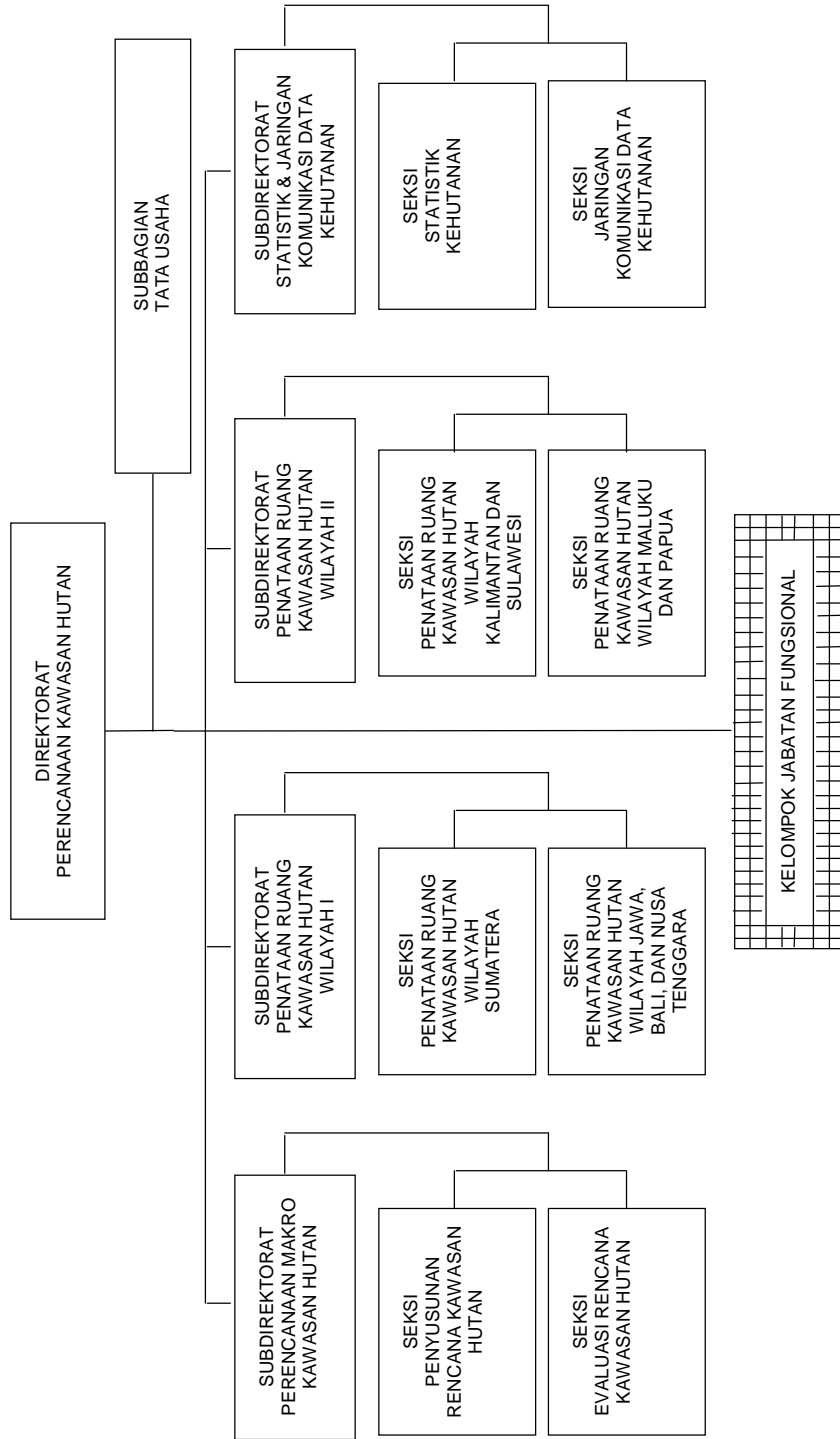 DIREKTORAT
PERENCANAAN KAWASAN HUTAN
SUBBAGIAN
TATA USAHA
SUBDIREKTORAT
PERENCANAAN MAKRO
KAWASAN HUTAN
SUBDIREKTORAT
PENATAAN RUANG
KAWASAN HUTAN
WILAYAH I
SUBDIREKTORAT
PENATAAN RUANG
KAWASAN HUTAN
WILAYAH II
SUBDIREKTORAT
STATISTIK & JARINGAN
KOMUNIKASI DATA
KEHUTANAN
SEKSI
PENYUSUNAN
RENCANA KAWASAN
HUTAN
SEKSI
PENATAAN RUANG
KAWASAN HUTAN
WILAYAH
SUMATERA
SEKSI
PENATAAN RUANG
KAWASAN HUTAN
WILAYAH
KALIMANTAN DAN
SULAWESI
SEKSI
STATISTIK
KEHUTANAN
SEKSI
EVALUASI RENCANA
KAWASAN HUTAN
SEKSI
PENATAAN RUANG
KAWASAN HUTAN
WILAYAH JAWA,
BALI, DAN NUSA
TENGGARA
SEKSI
PENATAAN RUANG
KAWASAN HUTAN
WILAYAH MALUKU
DAN PAPUA
SEKSI
JARINGAN
KOMUNIKASI DATA
KEHUTANAN
KELOMPOK JABATAN FUNGSIONAL